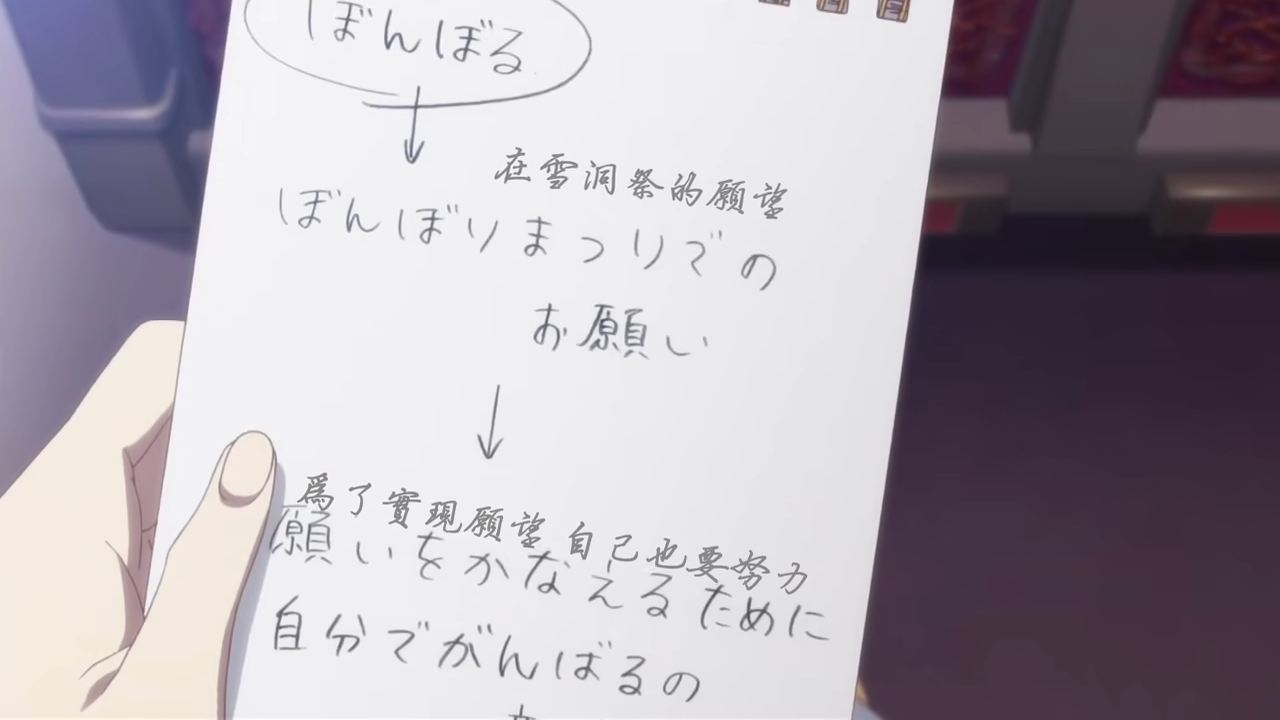 ぼんぼる
在雪洞祭的願望
ぼんぼりまつりでの
お願い
爲了實現願望 自己也要努力
願いをかなえるために
自分でがんばるの